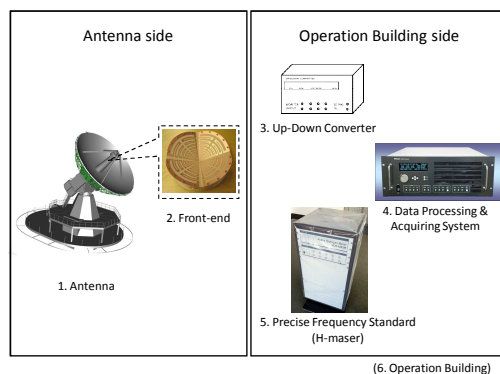 Antenna side
Operation Building side
3. Up-Down Converter
2. Front-end
4. Data Processing &
Acquiring System
1. Antenna
5. Precise Frequency Standard
(H-maser)
(6. Operation Building)